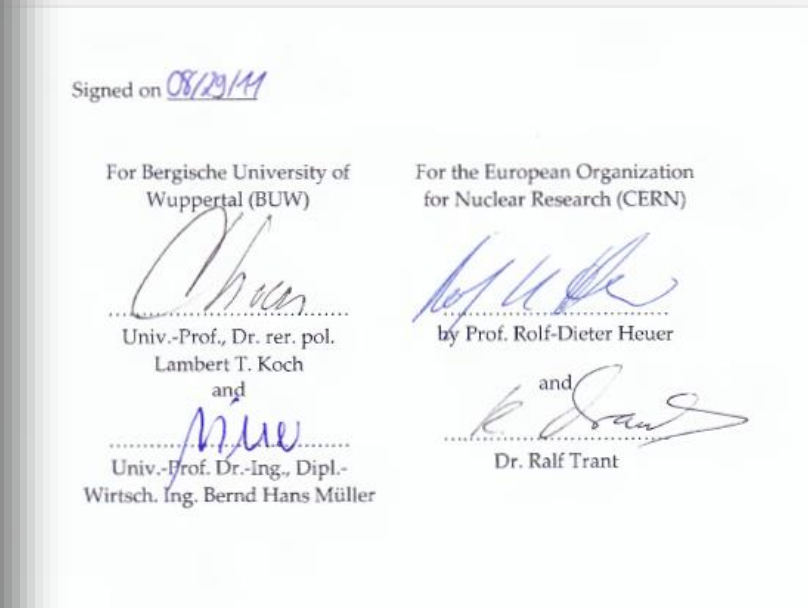 Signed on 08/29/11
For Bergische University of
Wuppertal (BUW)
Univ.-Prof., Dr. rer. pol.
Lambert T. Koch
and
Univ.-Prof. Dr.-Ing., Dipl.-
Wirtsch. Ing. Bernd Hans Müller
For the European Organization
for Nuclear Research (CERN)
by Prof. Rolf-Dieter Heuer
and
Dr. Ralf Trant